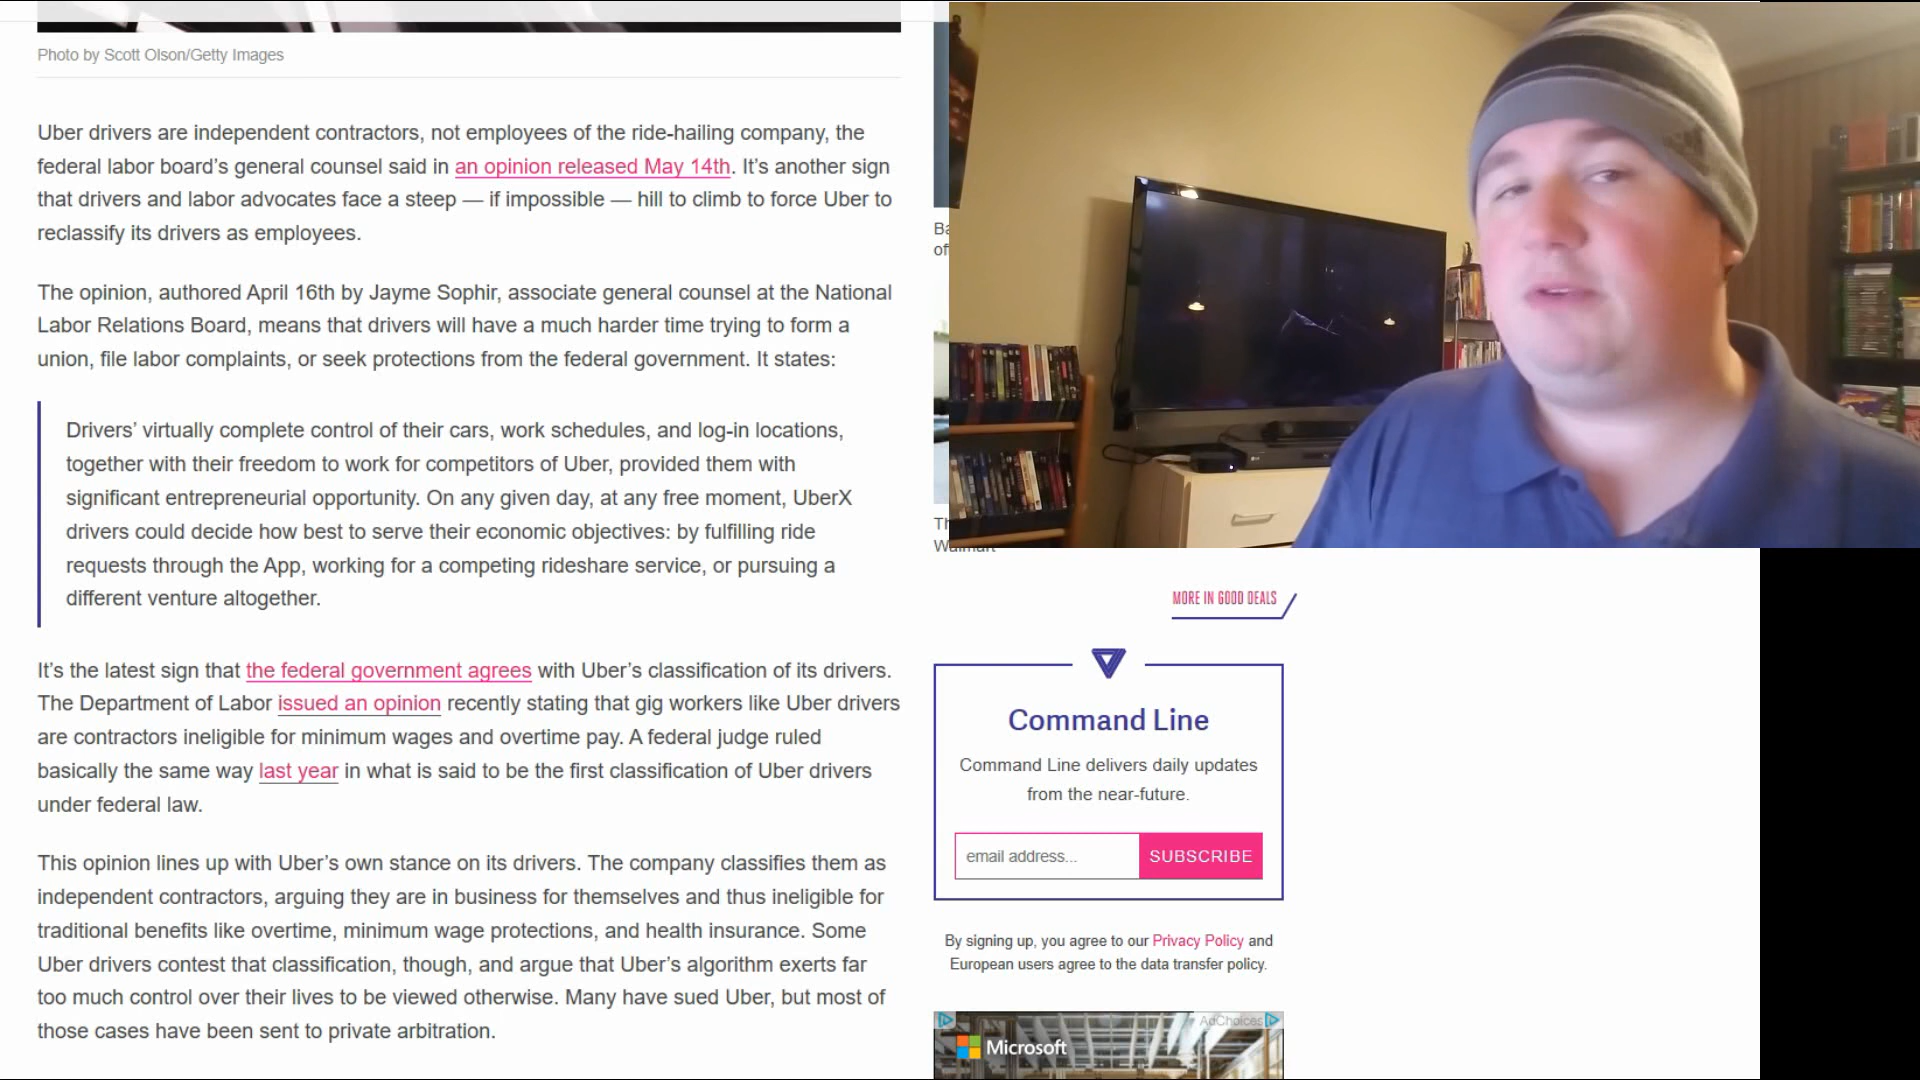 Photo by Scott Olson/Getty Images
Uber drivers are independent contractors, not employees of the ride-hailing company, the
federal labor board’s general counsel said in an opinion released May 14th. It’s another sign
that drivers and labor advocates face a steep — if impossible — hill to climb to force Uber to
reclassify its drivers as employees.
The opinion, authored April 16th by Jayme Sophir, associate general counsel at the National
Labor Relations Board, means that drivers will have a much harder time trying to form a
union, file labor complaints, or seek protections from the federal government. It states:
Drivers’ virtually complete control of their cars, work schedules, and log-in locations,
together with their freedom to work for competitors of Uber, provided them with
significant entrepreneurial opportunity. On any given day, at any free moment, UberX
drivers could decide how best to serve their economic objectives: by fulfilling ride
requests through the App, working for a competing rideshare service, or pursuing a
different venture altogether.
It’s the latest sign that the federal government agrees with Uber’s classification of its drivers.
The Department of Labor issued an opinion recently stating that gig workers like Uber drivers
are contractors ineligible for minimum wages and overtime pay. A federal judge ruled
basically the same way last year in what is said to be the first classification of Uber drivers
under federal law.
This opinion lines up with Uber’s own stance on its drivers. The company classifies them as
independent contractors, arguing they are in business for themselves and thus ineligible for
traditional benefits like overtime, minimum wage protections, and health insurance. Some
Uber drivers contest that classification, though, and argue that Uber’s algorithm exerts far
too much control over their lives to be viewed otherwise. Many have sued Uber, but most of
those cases have been sent to private arbitration.
MORE IN GOOD DEALS
Command Line
Command Line delivers daily updates
from the near-future.
email address...
SUBSCRIBE
By signing up, you agree to our Privacy Policy and
European users agree to the data transfer policy.
AdChoices
Microsoft